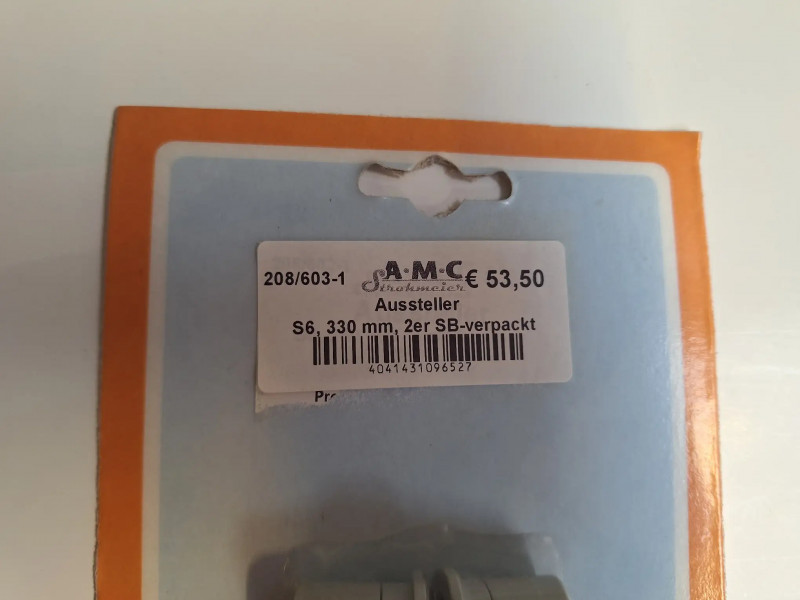 208/603-1 A·M·C € 53,50
Strohmeier
Aussteller
S6, 330 mm, 2er SB-verpackt
4041431096527